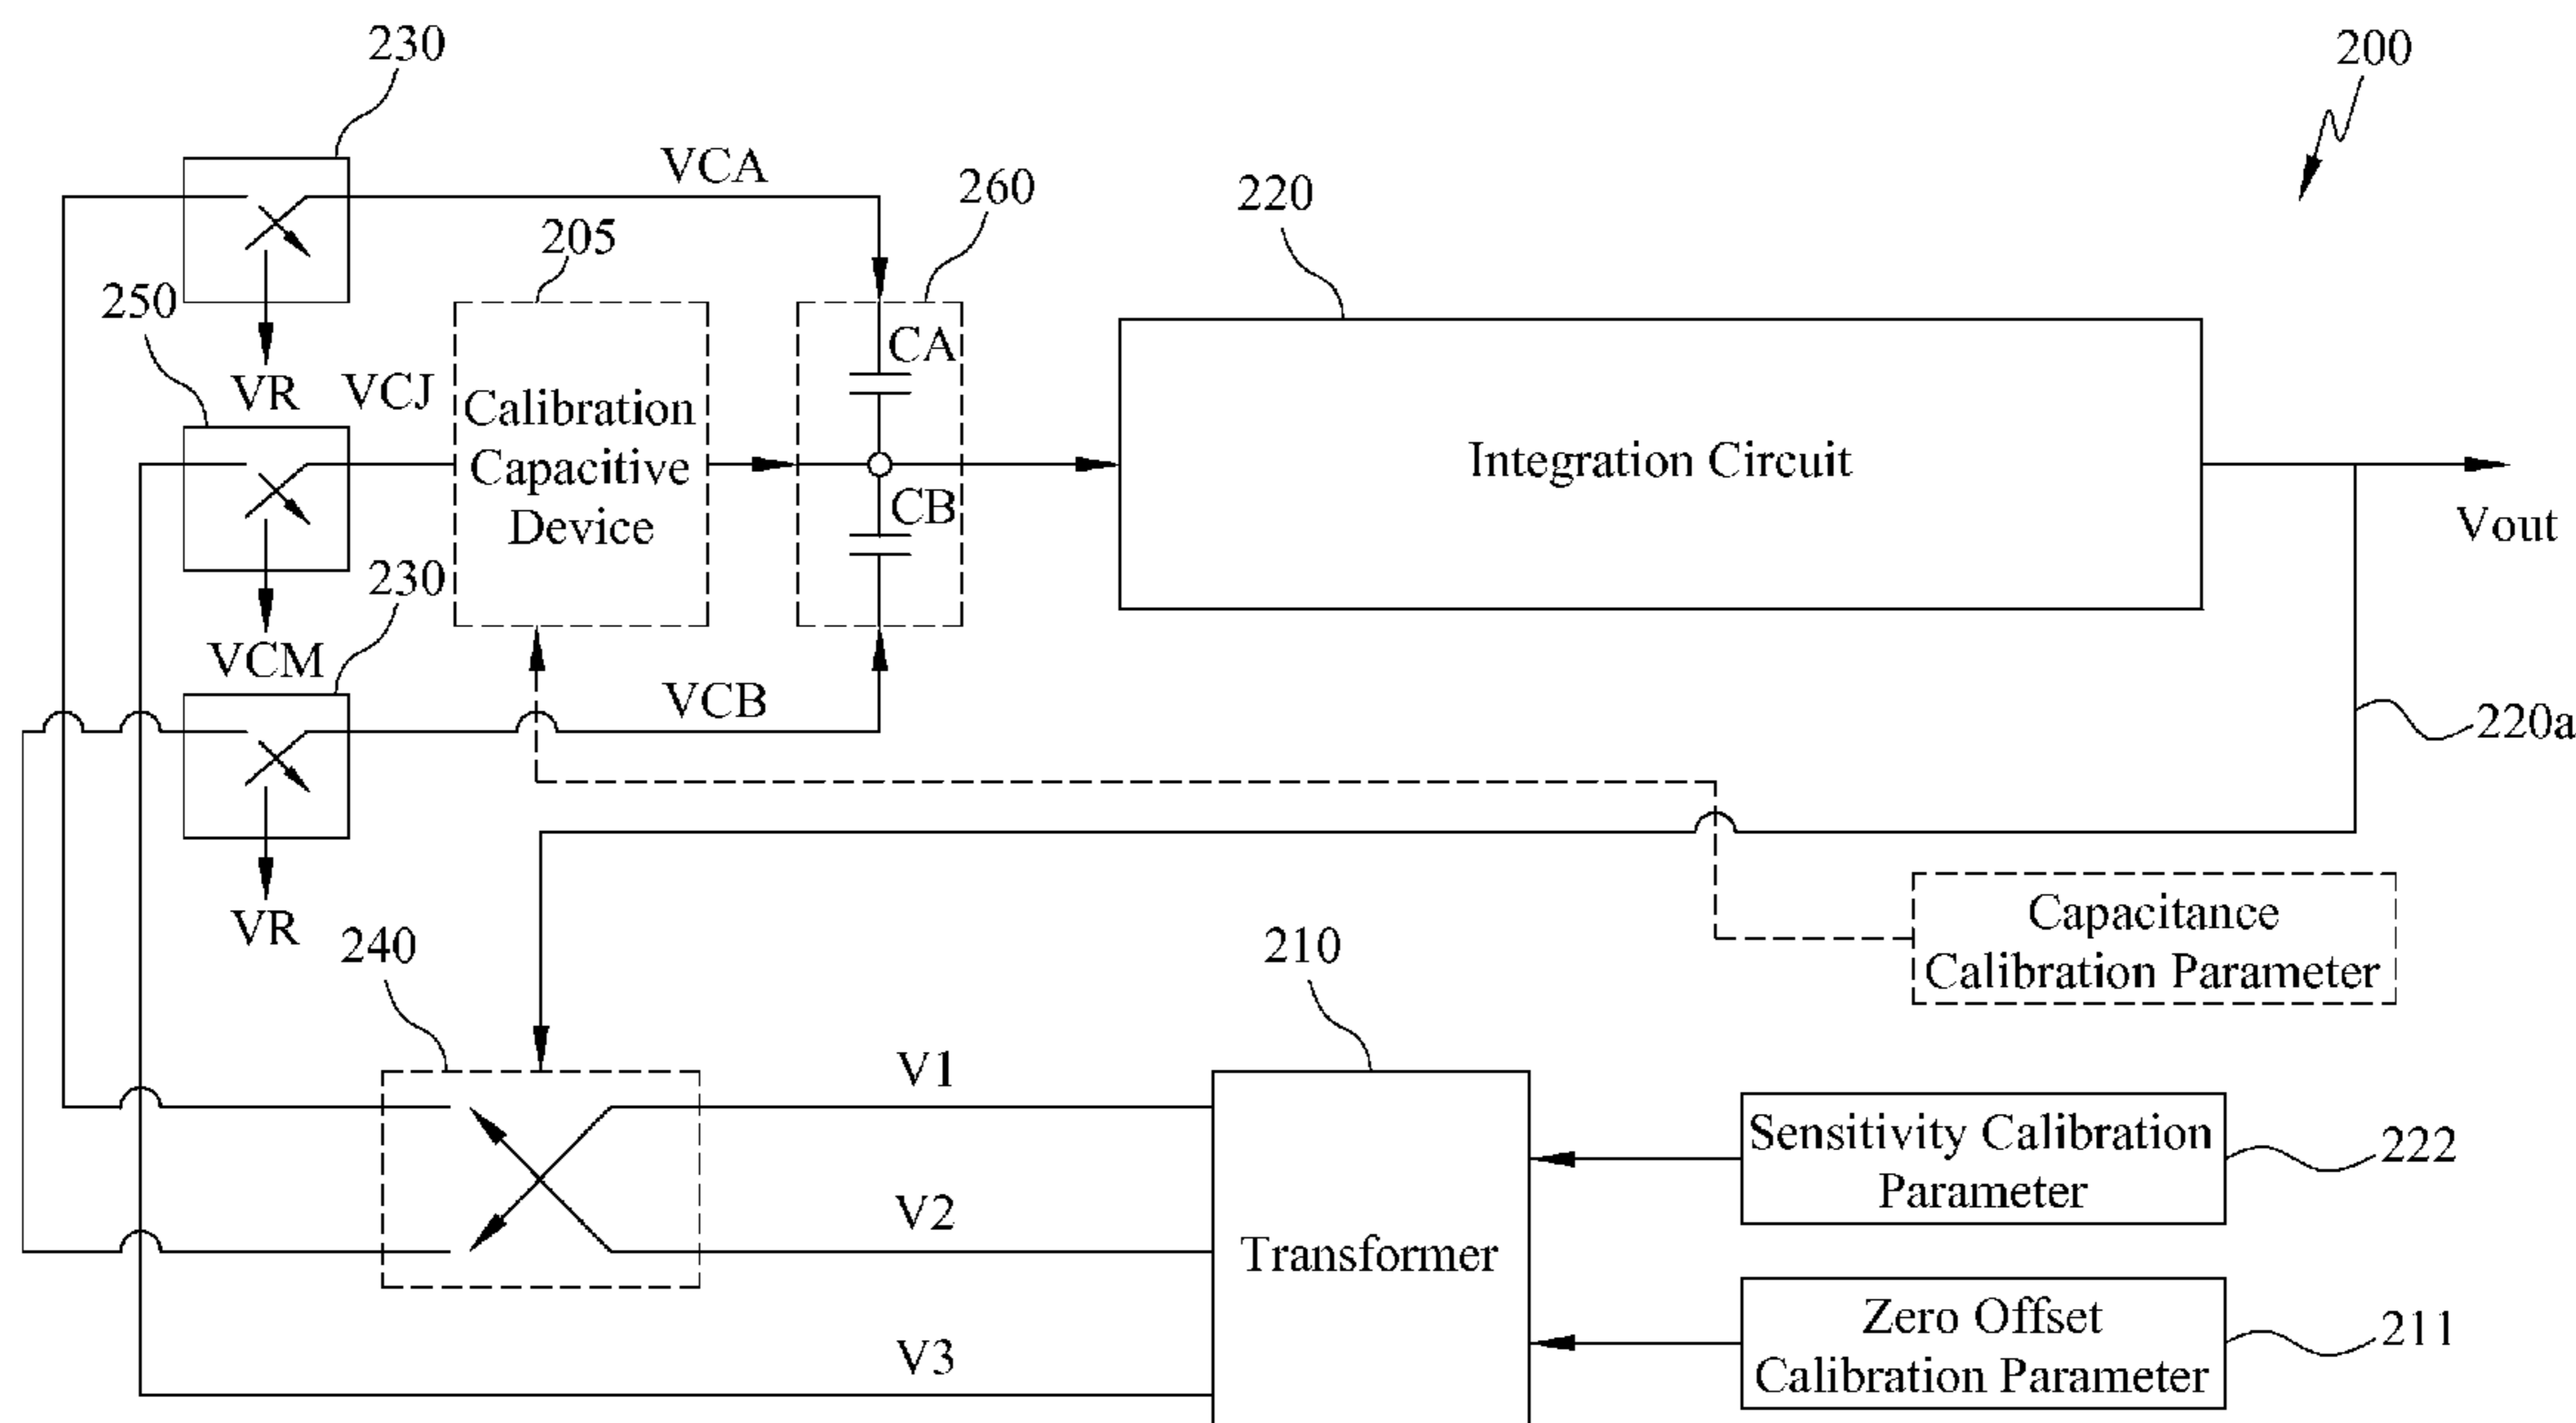 230
200
VCA
260
220
205
250
CA
VR
VCJ
Calibration
Capacitive
Device
Integration Circuit
CB
Vout
230
VCM
VCB
220a
VR
Capacitance
Calibration Parameter
240
210
V1
Sensitivity Calibration
Parameter
222
V2
Transformer
Zero Offset
Calibration Parameter
211
V3